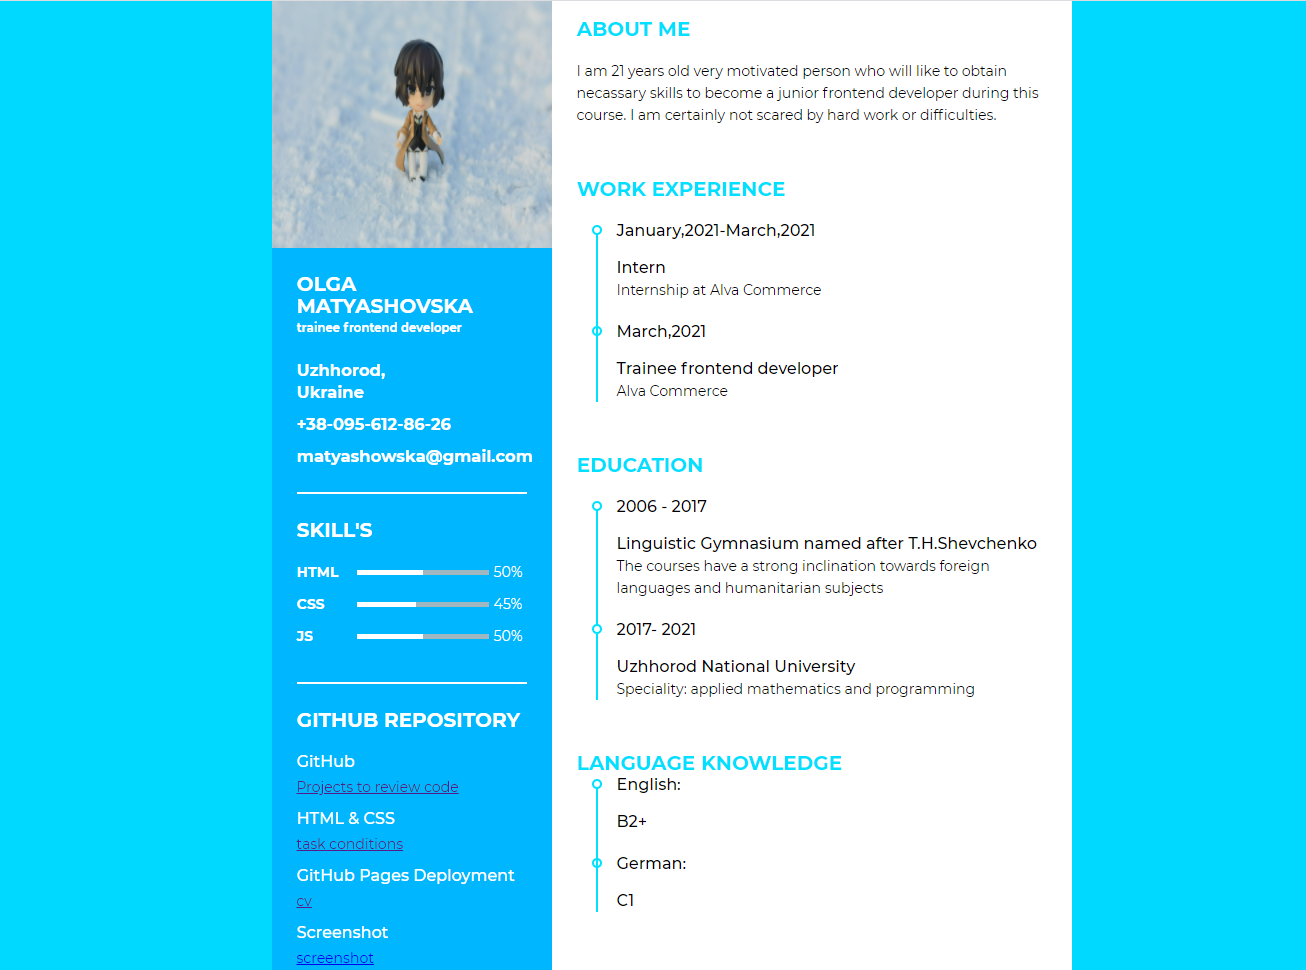 OLGA
MATYASHOVSKA
trainee frontend developer
Uzhhorod,
Ukraine
+38-095-612-86-26
matyashowska@gmail.com
SKILL'S
HTML 50%
CSS 45%
JS 50%
GITHUB REPOSITORY
GitHub
Projects to review code
HTML & CSS
task conditions
GitHub Pages Deployment
cv
Screenshot
screenshot
ABOUT ME
I am 21 years old very motivated person who will like to obtain
necassary skills to become a junior frontend developer during this
course. I am certainly not scared by hard work or difficulties.
WORK EXPERIENCE
January,2021-March,2021
Intern
Internship at Alva Commerce
March,2021
Trainee frontend developer
Alva Commerce
EDUCATION
2006 - 2017
Linguistic Gymnasium named after T.H.Shevchenko
The courses have a strong inclination towards foreign
languages and humanitarian subjects
2017- 2021
Uzhhorod National University
Speciality: applied mathematics and programming
LANGUAGE KNOWLEDGE
English:
B2+
German:
C1